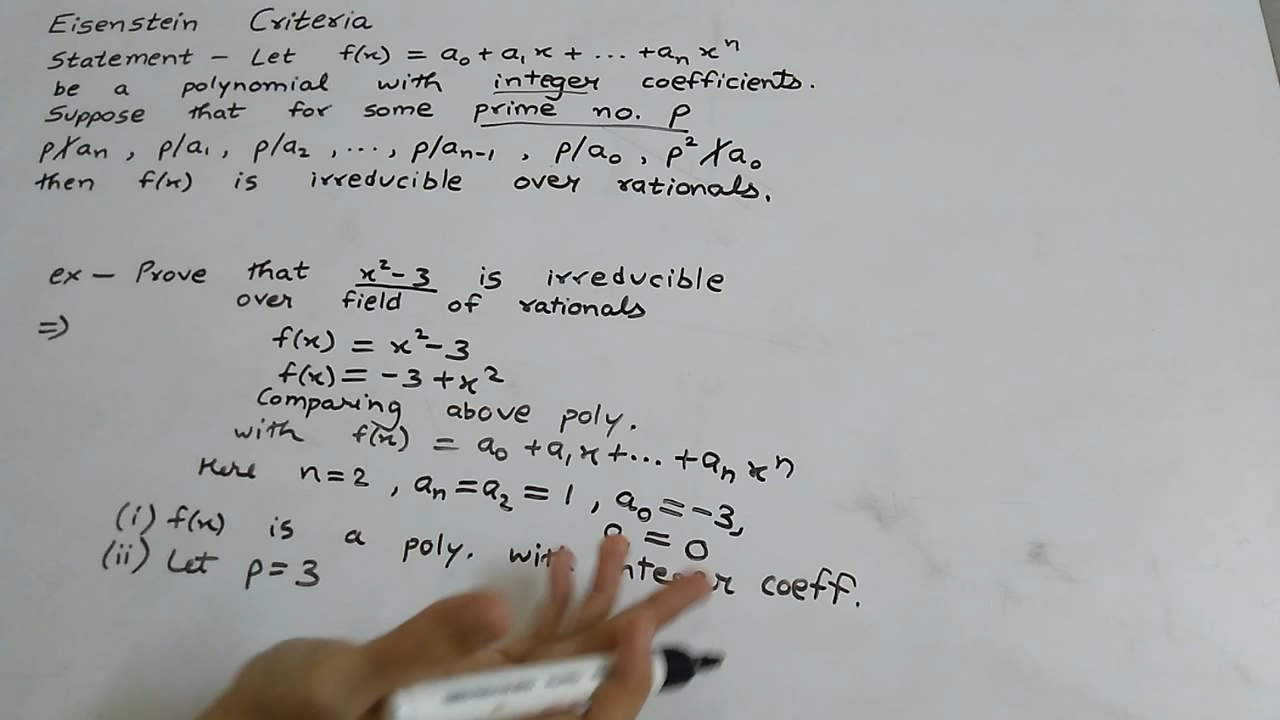 Eisenstein Criteria
Statement - Let f(x) = a₀ + a₁x + ... + aₙxⁿ
be a polynomial with integer coefficients.
Suppose that for some prime no. p
p∤aₙ, p/a₁, p/a₂, ..., p/aₙ₋₁, p/a₀, p²∤a₀
then f(x) is irreducible over rationals.
ex - Prove that x²-3 is irreducible
over field of rationals
⇒
f(x) = x²-3
f(x) = -3+x²
Comparing above poly.
with f(x) = a₀ + a₁x + ... + aₙxⁿ
Here n=2, aₙ=a₂=1, a₀=-3,
= 0
(i) f(x) is a poly. with integer coeff.
(ii) Let p=3